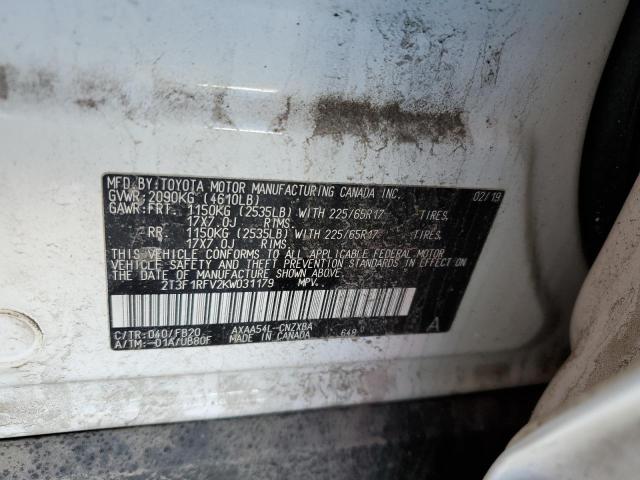 MFD.BY:TOYOTA MOTOR MANUFACTURING CANADA INC. 02/19
GVWR:2090KG (4610LB)
GAWR:FRT. 1150KG (2535LB) WITH 225/65R17 TIRES.
17X7.0J RIMS.
RR. 1150KG (2535LB) WITH 225/65R17 TIRES.
17X7.0J RIMS.
THIS VEHICLE CONFORMS TO ALL APPLICABLE FEDERAL MOTOR
VEHICLE SAFETY AND THEFT PREVENTION STANDARDS IN EFFECT
ON THE DATE OF MANUFACTURE SHOWN ABOVE.
2T3F1RFV2KW031179 MPV.
C/TR:040/FB20 AXAA54L-CNZXBA 649 A
A/TM:-01A/UB80F MADE IN CANADA